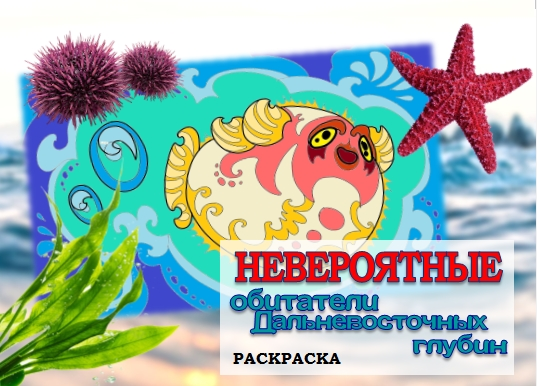 НЕВЕРОЯТНЫЕ
обитатели
Дальневосточных
глубин
РАСКРАСКА